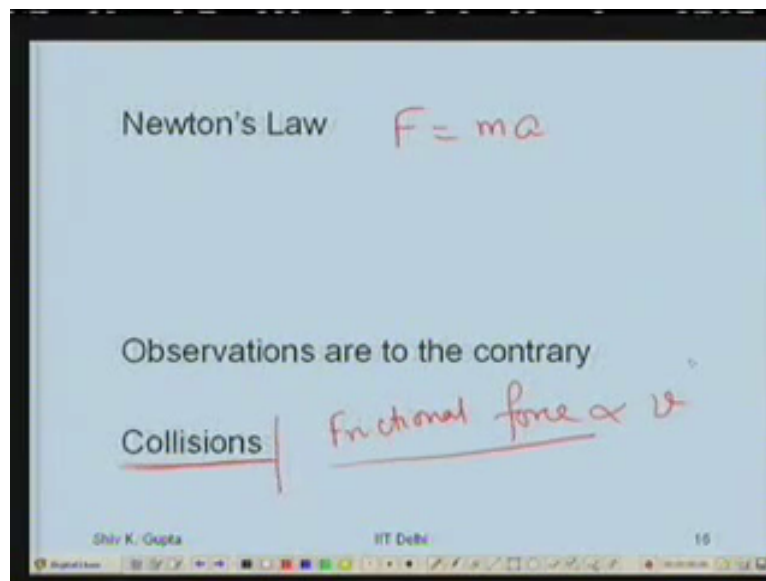 Newton's Law F = ma
Observations are to the contrary
Collisions Frictional force ∝ v
Shiv K. Gupta IIT Delhi 16